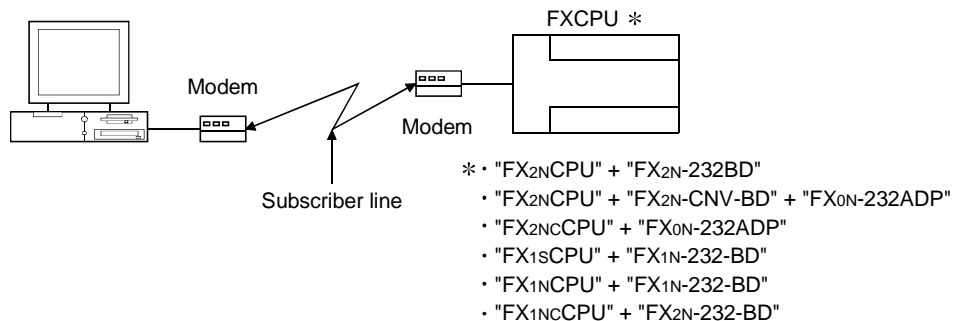 FXCPU ＊
Modem
Modem
Subscriber line
＊・"FX2NCPU" + "FX2N-232BD"
・"FX2NCPU" + "FX2N-CNV-BD" + "FX0N-232ADP"
・"FX2NCCPU" + "FX0N-232ADP"
・"FX1SCPU" + "FX1N-232-BD"
・"FX1NCPU" + "FX1N-232-BD"
・"FX1NCCPU" + "FX2N-232-BD"